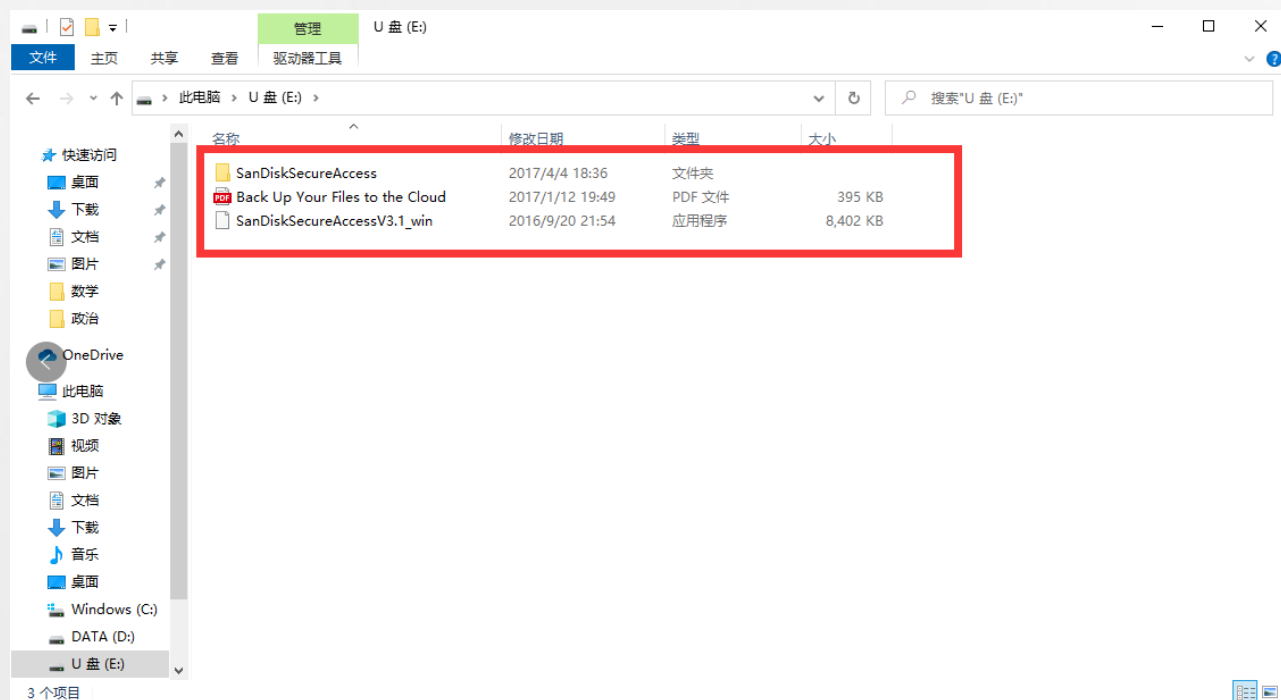 管理
U 盘 (E:)
文件
主页
共享
查看
驱动器工具
?
此电脑 › U 盘 (E:) ›
搜索"U 盘 (E:)"
名称 修改日期 类型 大小
SanDiskSecureAccess 2017/4/4 18:36 文件夹
PDF Back Up Your Files to the Cloud 2017/1/12 19:49 PDF 文件 395 KB
SanDiskSecureAccessV3.1_win 2016/9/20 21:54 应用程序 8,402 KB
快速访问
桌面
下载
文档
图片
数学
政治
OneDrive
此电脑
3D 对象
视频
图片
文档
下载
音乐
桌面
Windows (C:)
DATA (D:)
U 盘 (E:)
3 个项目